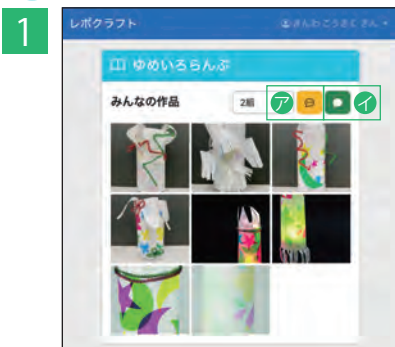 1
レポクラフト
きんわ こうさく さん
ゆめいろらんぷ
みんなの作品
2組
ア
イ